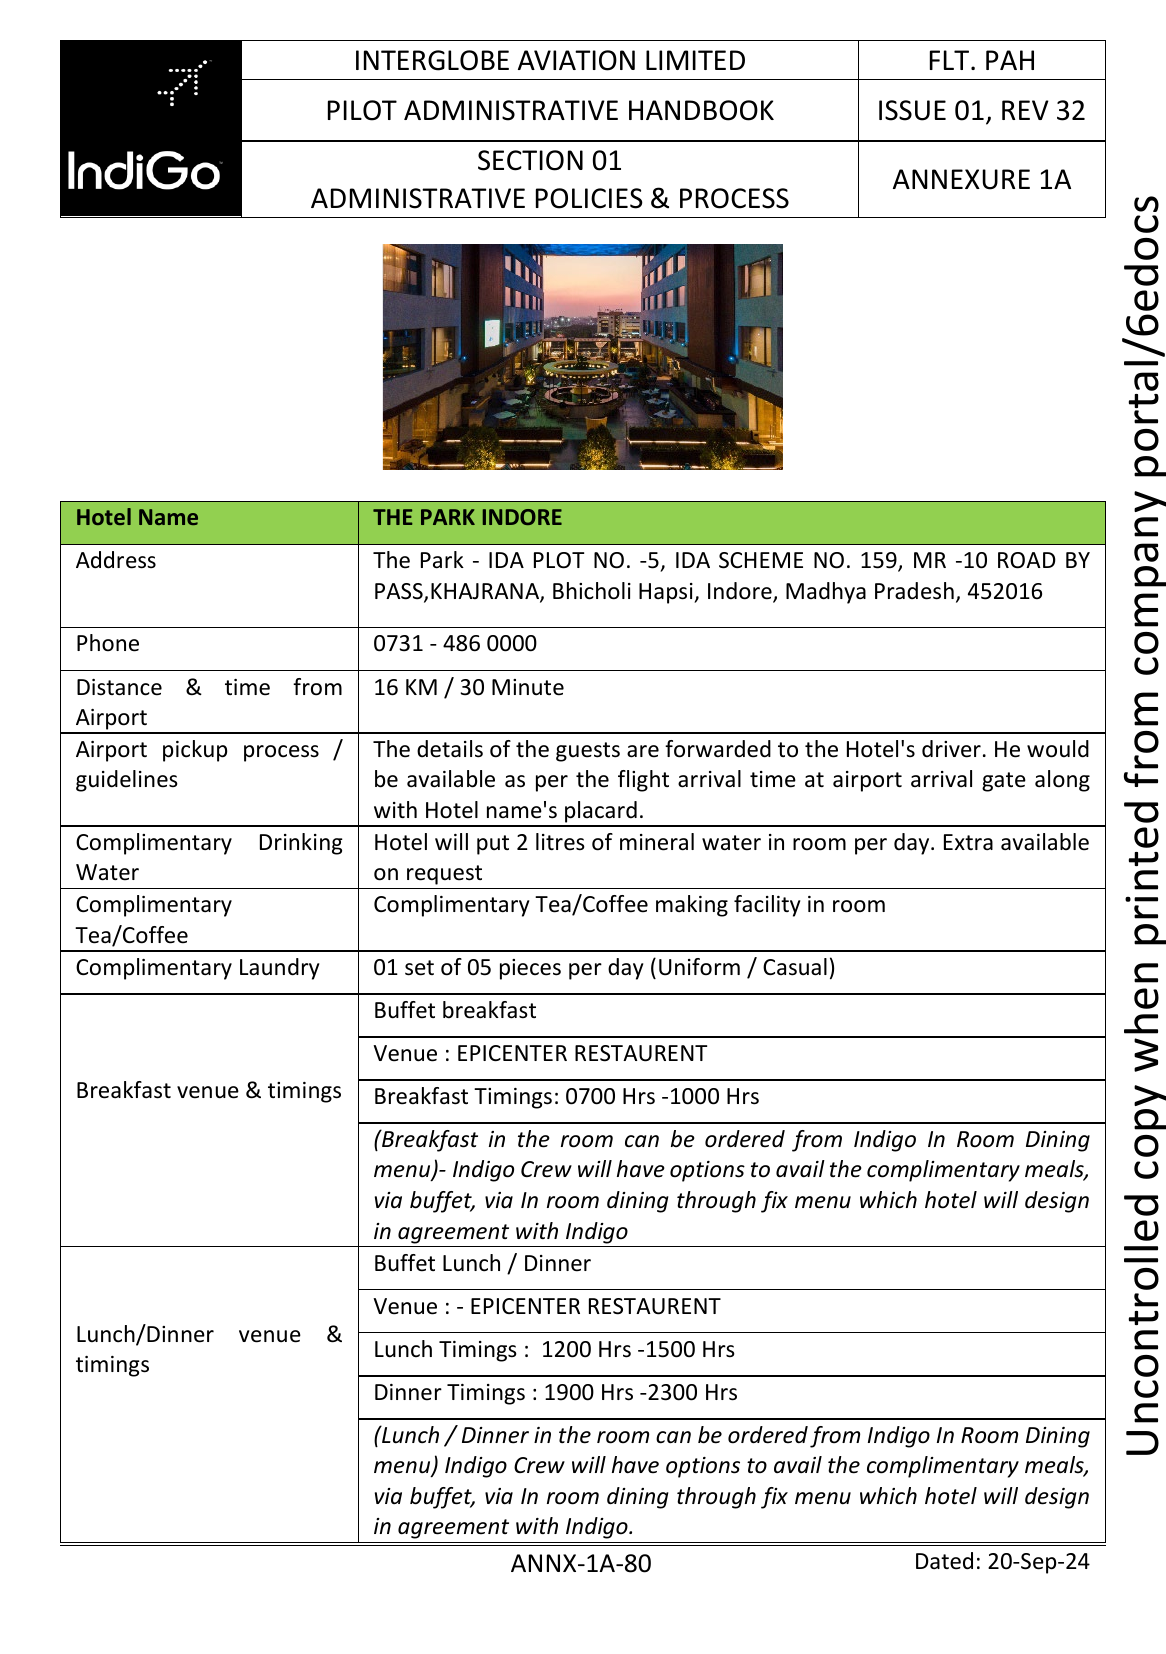 IndiGo
INTERGLOBE AVIATION LIMITED
FLT. PAH
PILOT ADMINISTRATIVE HANDBOOK
ISSUE 01, REV 32
SECTION 01
ADMINISTRATIVE POLICIES & PROCESS
ANNEXURE 1A
Hotel Name
THE PARK INDORE
Address
The Park - IDA PLOT NO. -5, IDA SCHEME NO. 159, MR -10 ROAD BY
PASS,KHAJRANA, Bhicholi Hapsi, Indore, Madhya Pradesh, 452016
Phone
0731 - 486 0000
Distance & time from
Airport
16 KM / 30 Minute
Airport pickup process /
guidelines
The details of the guests are forwarded to the Hotel's driver. He would
be available as per the flight arrival time at airport arrival gate along
with Hotel name's placard.
Complimentary Drinking
Water
Hotel will put 2 litres of mineral water in room per day. Extra available
on request
Complimentary
Tea/Coffee
Complimentary Tea/Coffee making facility in room
Complimentary Laundry
01 set of 05 pieces per day (Uniform / Casual)
Breakfast venue & timings
Buffet breakfast
Venue : EPICENTER RESTAURENT
Breakfast Timings: 0700 Hrs -1000 Hrs
(Breakfast in the room can be ordered from Indigo In Room Dining
menu)- Indigo Crew will have options to avail the complimentary meals,
via buffet, via In room dining through fix menu which hotel will design
in agreement with Indigo
Lunch/Dinner venue &
timings
Buffet Lunch / Dinner
Venue : - EPICENTER RESTAURENT
Lunch Timings : 1200 Hrs -1500 Hrs
Dinner Timings : 1900 Hrs -2300 Hrs
(Lunch / Dinner in the room can be ordered from Indigo In Room Dining
menu) Indigo Crew will have options to avail the complimentary meals,
via buffet, via In room dining through fix menu which hotel will design
in agreement with Indigo.
ANNX-1A-80
Dated: 20-Sep-24
Uncontrolled copy when printed from company portal/6edocs